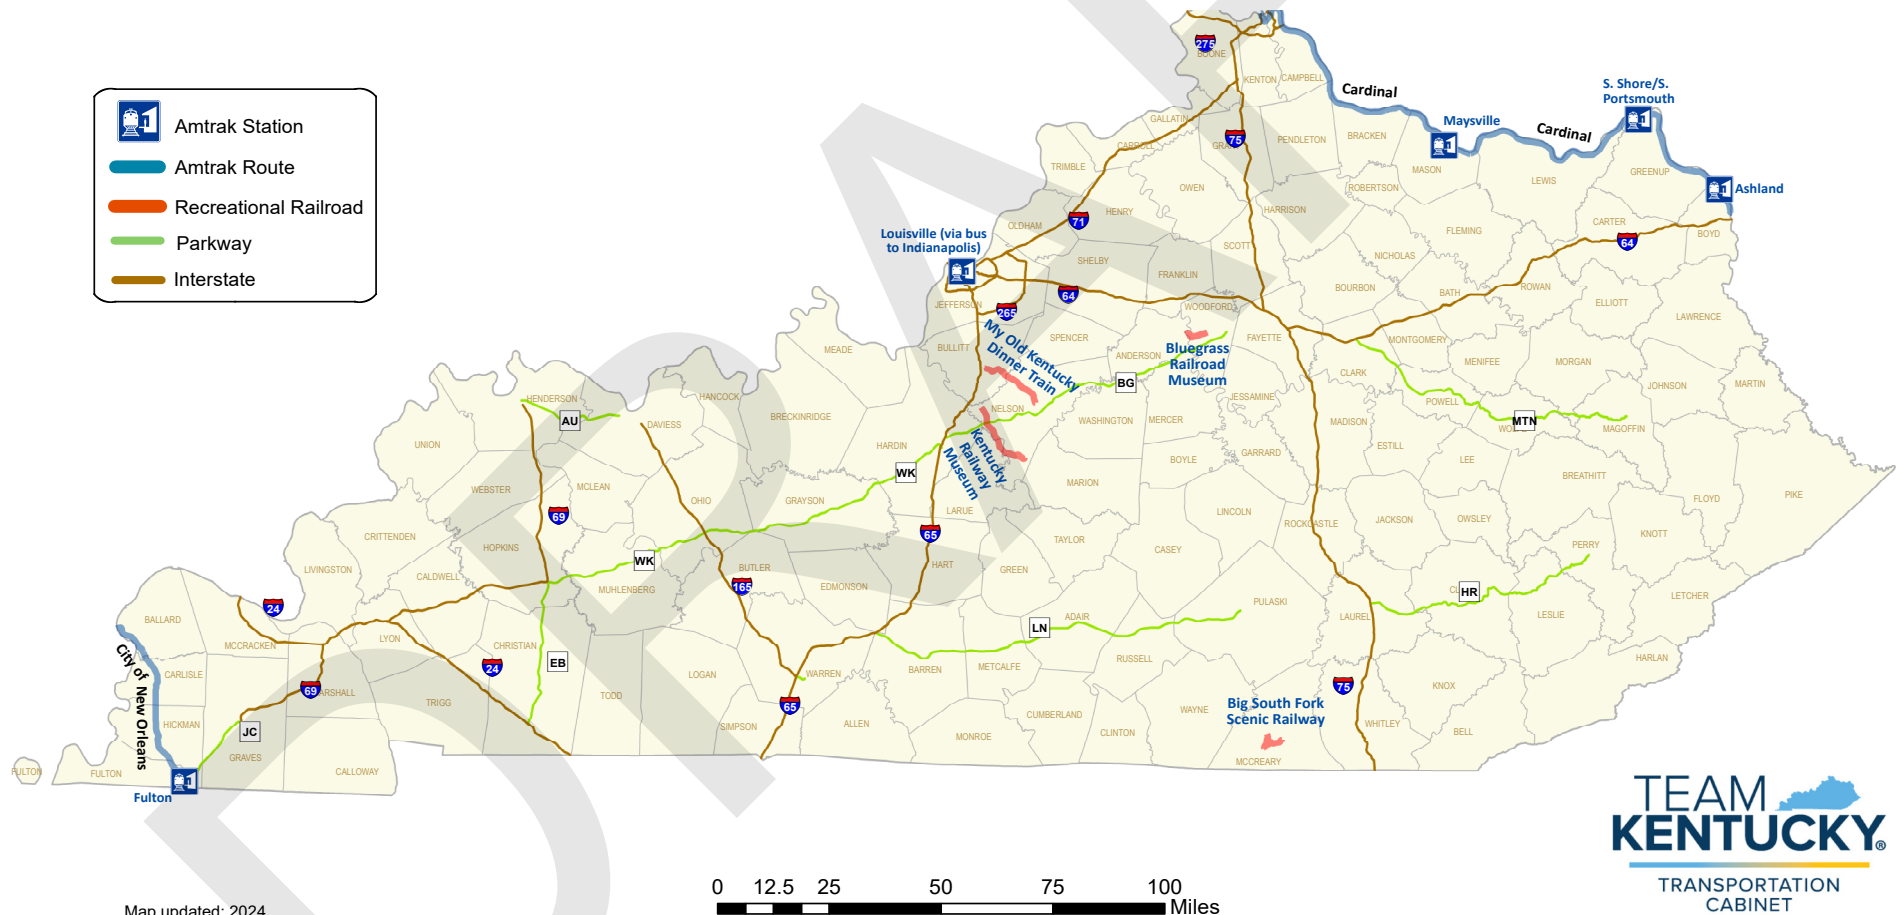 Amtrak Station
Amtrak Route
Recreational Railroad
Parkway
Interstate
275
BOONE
KENTON
CAMPBELL
Cardinal
S. Shore/S.
Portsmouth
Maysville
Cardinal
GALLATIN
CARROLL
75
PENDLETON
BRACKEN
MASON
LEWIS
GREENUP
Ashland
TRIMBLE
OWEN
ROBERTSON
HENRY
HARRISON
71
OLDHAM
FLEMING
CARTER
BOYD
64
Louisville (via bus
to Indianapolis)
SCOTT
SHELBY
FRANKLIN
NICHOLAS
BOURBON
BATH
ROWAN
ELLIOTT
LAWRENCE
64
265
JEFFERSON
WOODFORD
FAYETTE
BULLITT
SPENCER
ANDERSON
MONTGOMERY
MENIFEE
MORGAN
JOHNSON
MARTIN
My Old Kentucky
Dinner Train
Bluegrass
Railroad
Museum
BG
CLARK
POWELL
MTN
MAGOFFIN
MEADE
HANCOCK
BRECKINRIDGE
HENDERSON
AU
DAVIESS
UNION
NELSON
WASHINGTON
MERCER
JESSAMINE
MADISON
ESTILL
LEE
BREATHITT
FLOYD
PIKE
Kentucky
Railway
Museum
HARDIN
WK
GARRARD
BOYLE
MARION
WEBSTER
MCLEAN
OHIO
GRAYSON
LARUE
LINCOLN
ROCKCASTLE
JACKSON
OWSLEY
KNOTT
PERRY
69
65
CRITTENDEN
HOPKINS
WK
BUTLER
165
EDMONSON
HART
GREEN
TAYLOR
CASEY
LIVINGSTON
CALDWELL
MUHLENBERG
HR
LESLIE
LETCHER
24
BALLARD
MCCRACKEN
LYON
CHRISTIAN
EB
LN
ADAIR
PULASKI
LAUREL
HARLAN
City of New Orleans
CARLISLE
24
69
TRIGG
TODD
LOGAN
WARREN
BARREN
METCALFE
RUSSELL
KNOX
75
HICKMAN
JC
GRAVES
65
SIMPSON
ALLEN
MONROE
CUMBERLAND
CLINTON
WAYNE
Big South Fork
Scenic Railway
WHITLEY
BELL
MCCREARY
FULTON
FULTON
CALLOWAY
Fulton
TEAM
KENTUCKY®
TRANSPORTATION
CABINET
0 12.5 25 50 75 100
Miles
Map updated: 2024